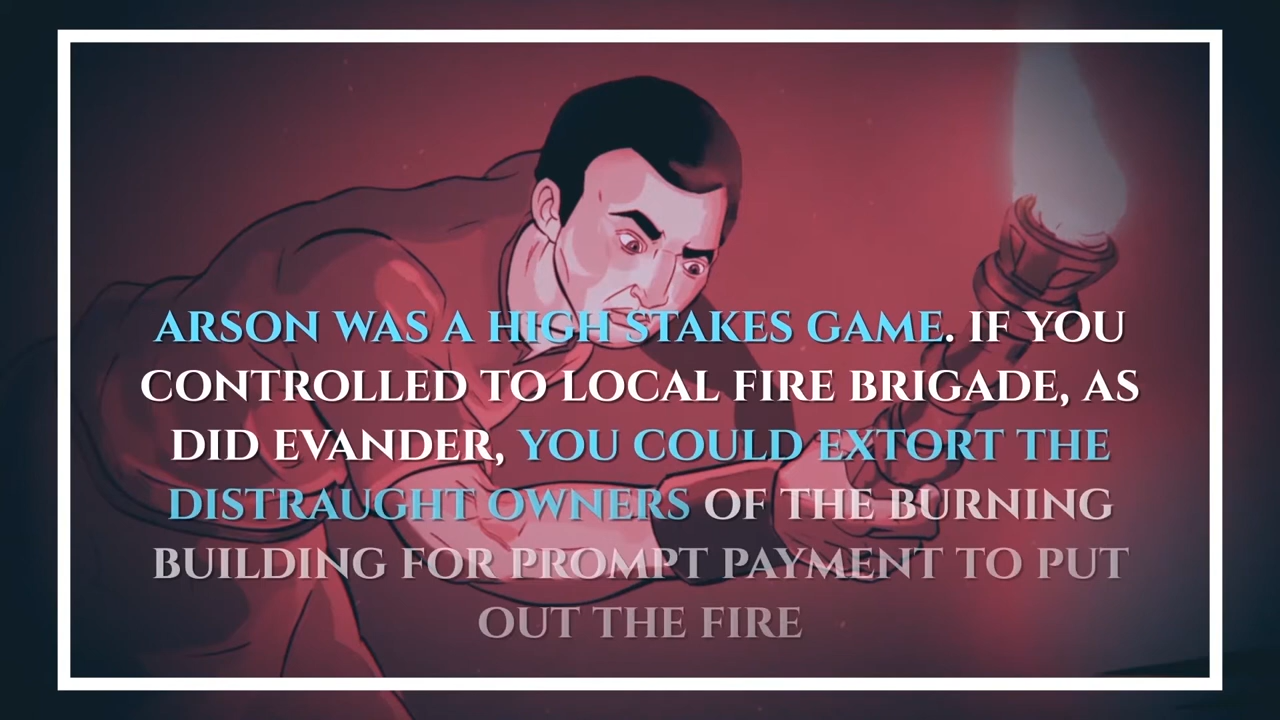 ARSON WAS A HIGH STAKES GAME. IF YOU
CONTROLLED TO LOCAL FIRE BRIGADE, AS
DID EVANDER, YOU COULD EXTORT THE
DISTRAUGHT OWNERS OF THE BURNING
BUILDING FOR PROMPT PAYMENT TO PUT
OUT THE FIRE